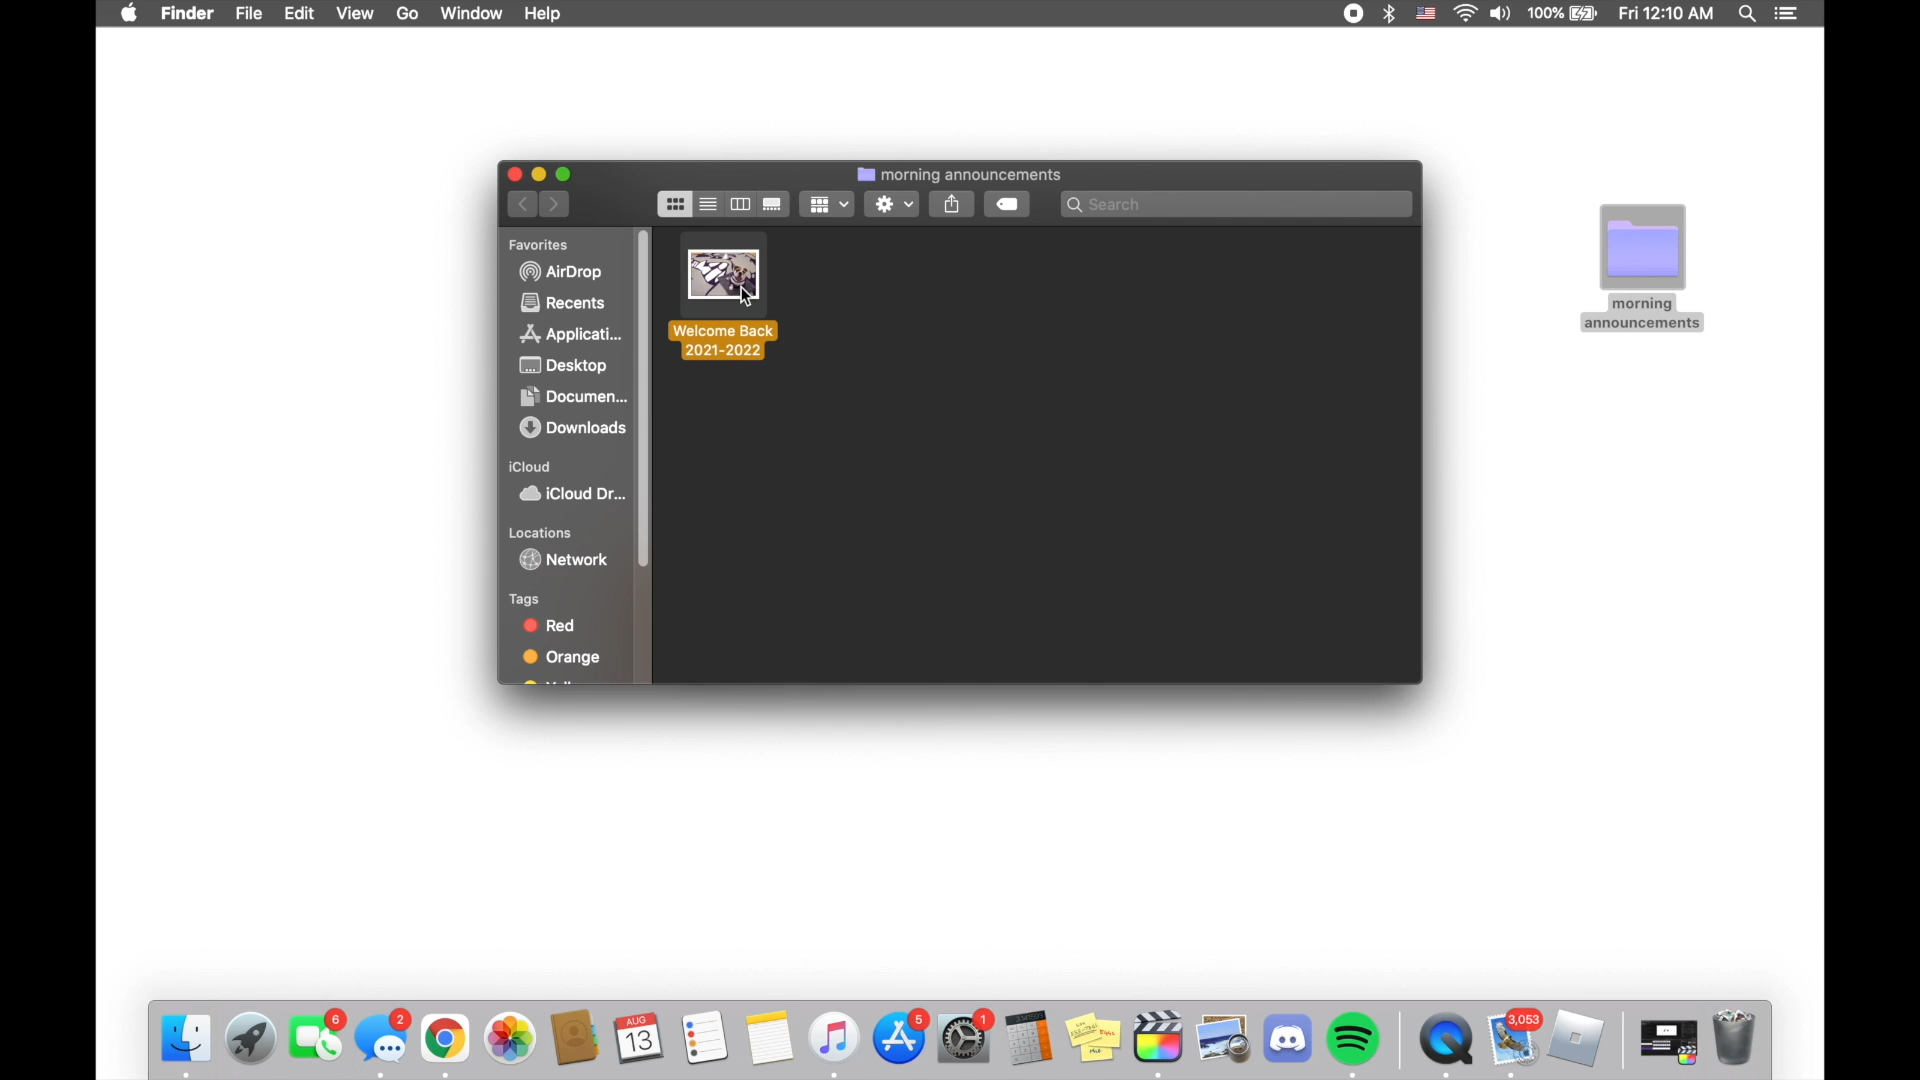 Finder File Edit View Go Window Help 100% Fri 12:10 AM
morning announcements
Search
Favorites
AirDrop
Recents
Applicati...
Desktop
Documen...
Downloads
iCloud
iCloud Dr...
Locations
Network
Tags
Red
Orange
Welcome Back
2021-2022
morning
announcements
6
2
AUG
13
5
1
3,053